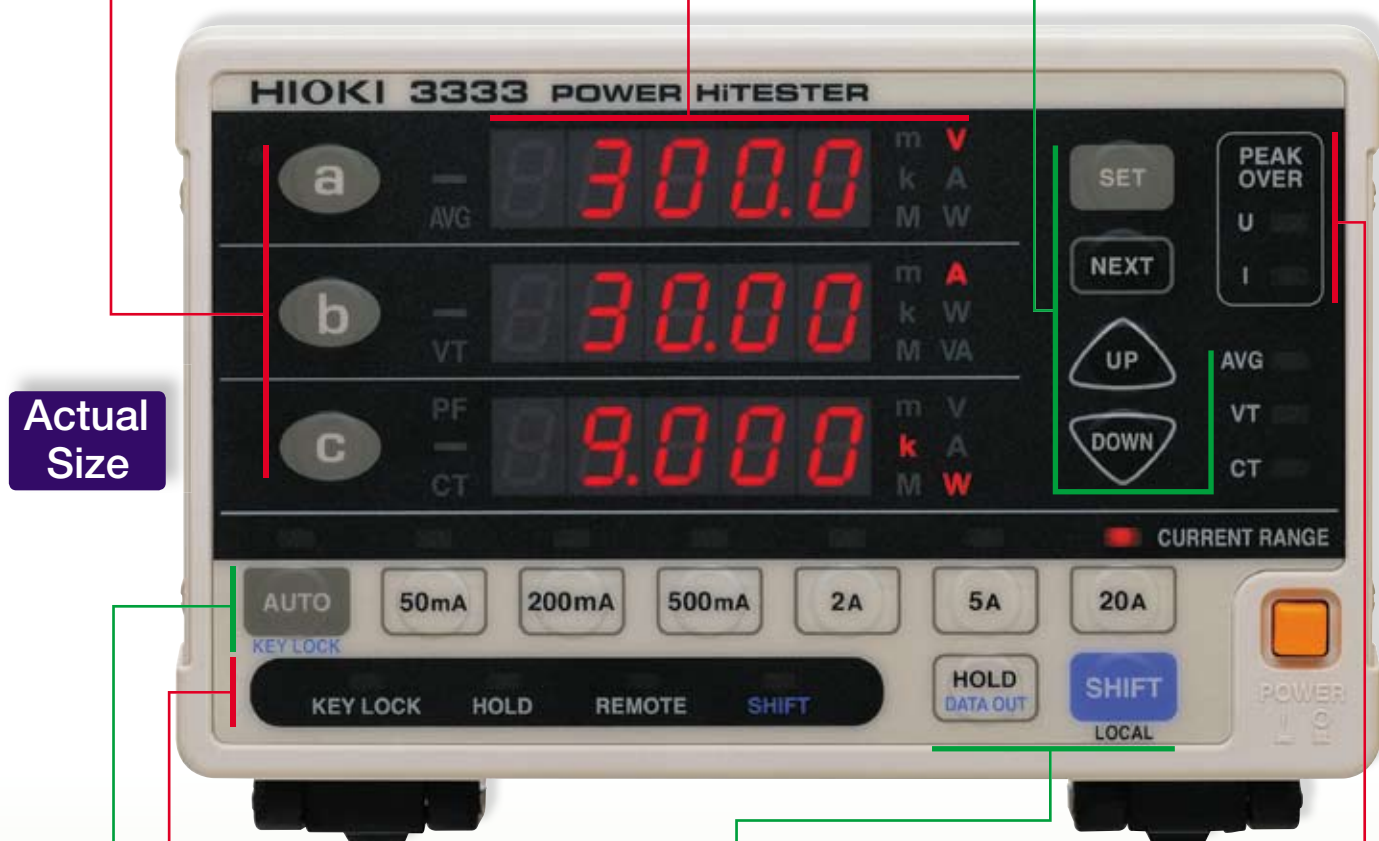 HIOKI 3333 POWER HiTESTER
a
AVG
300.0
m V
k A
M W
b
VT
30.00
m A
k W
M VA
c
PF
CT
9.000
m V
k A
M W
SET
NEXT
UP
DOWN
PEAK
OVER
U
I
AVG
VT
CT
CURRENT RANGE
Actual
Size
AUTO
KEY LOCK
50mA
200mA
500mA
2A
5A
20A
KEY LOCK HOLD REMOTE SHIFT
HOLD
DATA OUT
SHIFT
LOCAL
POWER